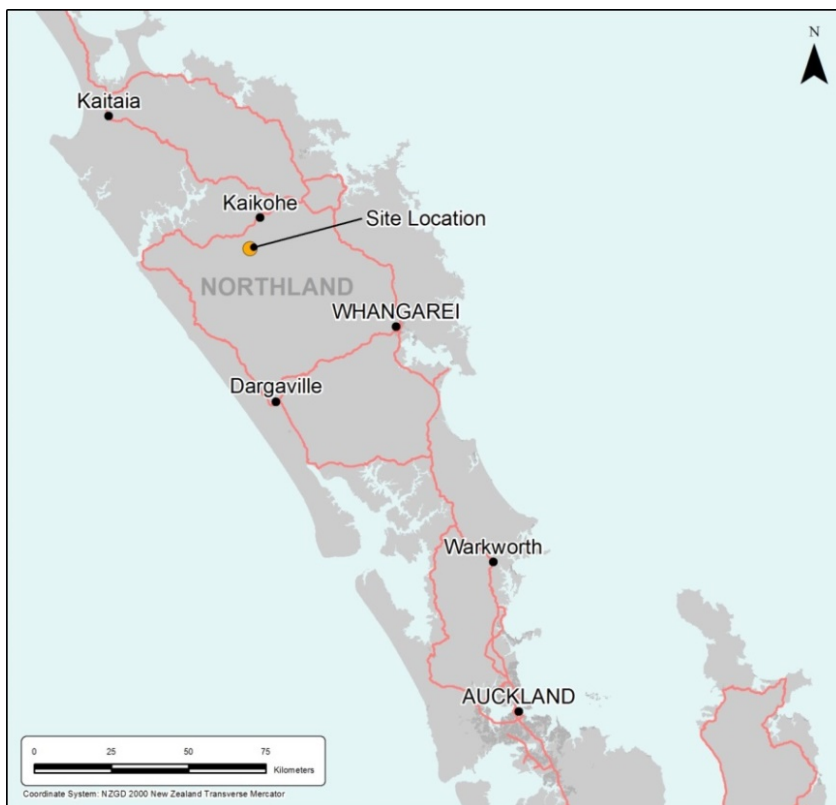 N
Kaitaia
Kaikohe
Site Location
NORTHLAND
WHANGAREI
Dargaville
Warkworth
AUCKLAND
0 25 50 75
Kilometers
Coordinate System: NZGD 2000 New Zealand Transverse Mercator